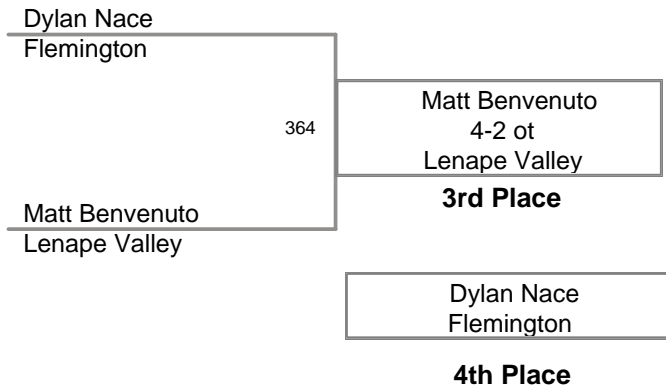 Dylan Nace
Flemington
364
Matt Benvenuto
4-2 ot
Lenape Valley
3rd Place
Matt Benvenuto
Lenape Valley
Dylan Nace
Flemington
4th Place